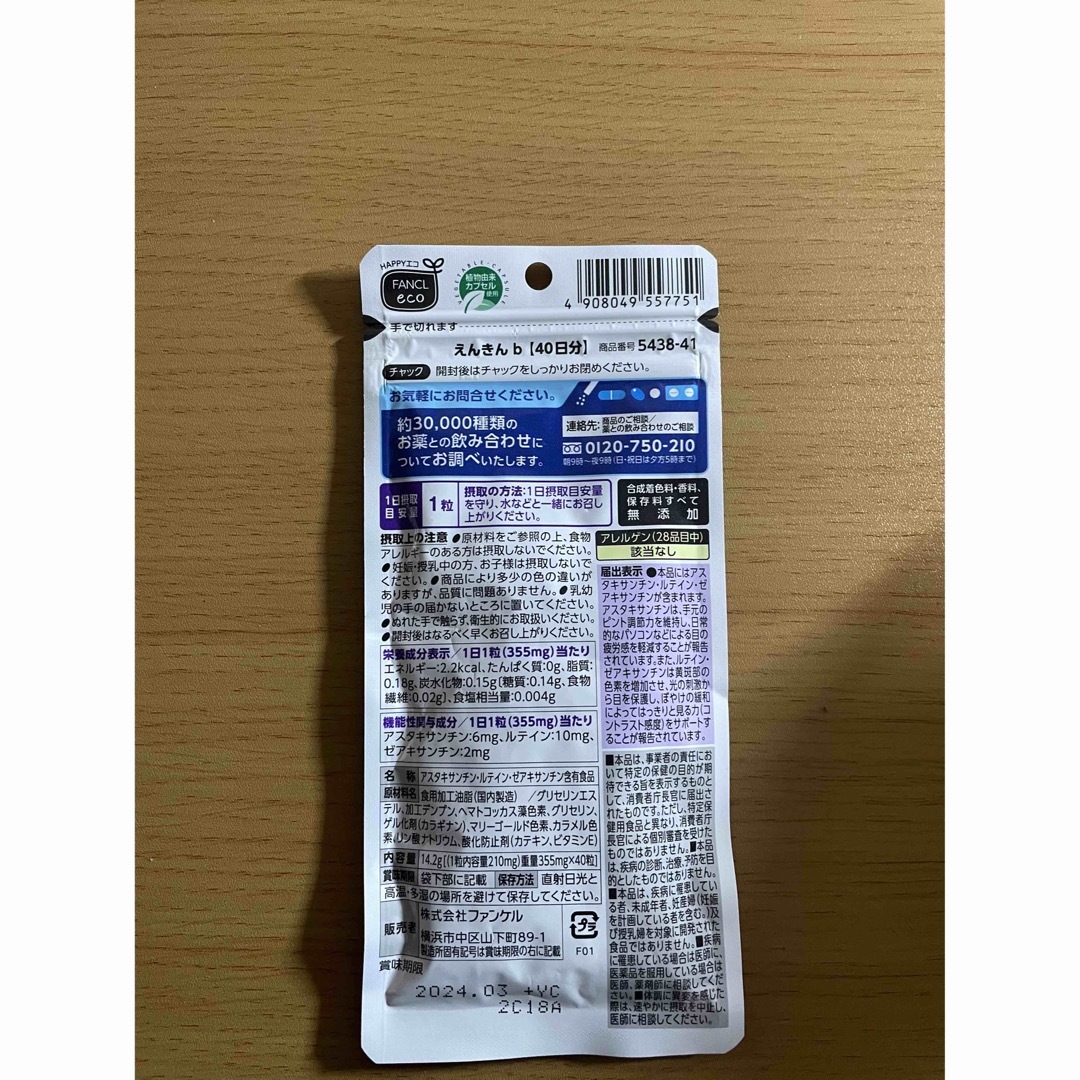 HAPPYエコ
FANCL
eco
VEGETABLE・CAPSULE
植物由来
カプセル
使用
4 908049 557751
手で切れます
えんきん b【40日分】 商品番号 5438-41
チャック 開封後はチャックをしっかりお閉めください。
お気軽にお問合せください。
約30,000種類の
お薬との飲み合わせに
ついてお調べいたします。
連絡先: 商品のご相談/
薬との飲み合わせのご相談
0120-750-210
朝9時〜夜9時(日・祝日は夕方5時まで)
1日摂取
目安量
1粒
摂取の方法:1日摂取目安量
を守り、水などと一緒にお召し
上がりください。
合成着色料・香料、
保存料すべて
無添加
摂取上の注意 ●原材料をご参照の上、食物
アレルギーのある方は摂取しないでください。
●妊娠・授乳中の方、お子様は摂取しないで
ください。●商品により多少の色の違いが
ありますが、品質に問題ありません。●乳幼
児の手の届かないところに置いてください。
●ぬれた手で触らず、衛生的にお取扱いください。
●開封後はなるべく早くお召し上がりください。
アレルゲン(28品目中)
該当なし
栄養成分表示/1日1粒(355mg)当たり
エネルギー:2.2kcal、たんぱく質:0g、脂質:
0.18g、炭水化物:0.15g(糖質:0.14g、食物
繊維:0.02g)、食塩相当量:0.004g
機能性関与成分/1日1粒(355mg)当たり
アスタキサンチン:6mg、ルテイン:10mg、
ゼアキサンチン:2mg
届出表示 ●本品にはアス
タキサンチン・ルテイン・ゼ
アキサンチンが含まれます。
アスタキサンチンは、手元の
ピント調節力を維持し、日常
的なパソコンなどによる目の
疲労感を軽減することが報告
されています。また、ルテイン・
ゼアキサンチンは黄斑部の
色素を増加させ、光の刺激か
ら目を保護し、ぼやけの緩和
によってはっきりと見る力(コ
ントラスト感度)をサポートす
ることが報告されています。
名称 アスタキサンチン・ルテイン・ゼアキサンチン含有食品
原材料名 食用加工油脂(国内製造) /グリセリンエス
テル、加工デンプン、ヘマトコッカス藻色素、グリセリン、
ゲル化剤(カラギナン)、マリーゴールド色素、カラメル色
素、リン酸ナトリウム、酸化防止剤(カテキン、ビタミンE)
内容量 14.2g[(1粒内容量210mg)重量355mg×40粒]
賞味期限 袋下部に記載 保存方法 直射日光と
高温・多湿の場所を避けて保存してください。
販売者
株式会社ファンケル
横浜市中区山下町89-1
製造所固有記号は賞味期限の右に記載
プラ
F01
賞味期限
2024.03 +YC
2C18A
■本品は、事業者の責任にお
いて特定の保健の目的が期
待できる旨を表示するものと
して、消費者庁長官に届出さ
れたものです。ただし、特定保
健用食品と異なり、消費者庁
長官による個別審査を受けた
ものではありません。■本品
は、疾病の診断、治療、予防を目
的としたものではありません。
■本品は、疾病に罹患してい
る者、未成年者、妊産婦(妊娠
を計画している者を含む。)及
び授乳婦を対象に開発された
食品ではありません。■疾病
に罹患している場合は医師に、
医薬品を服用している場合は
医師、薬剤師に相談してくだ
さい。■体調に異変を感じた
際は、速やかに摂取を中止し、
医師に相談してください。